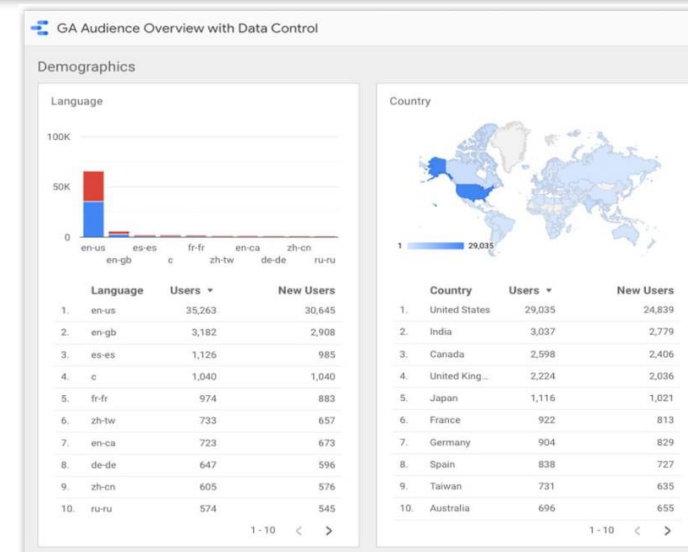 GA Audience Overview with Data Control
Demographics
Language
100K
50K
0
en-us es-es fr-fr en-ca zh-cn
en-gb c zh-tw de-de ru-ru
Language Users New Users
1. en-us 35,263 30,645
2. en-gb 3,182 2,908
3. es-es 1,126 985
4. c 1,040 1,040
5. fr-fr 974 883
6. zh-tw 733 657
7. en-ca 723 673
8. de-de 647 596
9. zh-cn 605 576
10. ru-ru 574 545
1 - 10 < >
Country
1 29,035
Country Users New Users
1. United States 29,035 24,839
2. India 3,037 2,779
3. Canada 2,598 2,406
4. United King... 2,224 2,036
5. Japan 1,116 1,021
6. France 922 813
7. Germany 904 829
8. Spain 838 727
9. Taiwan 731 635
10. Australia 696 655
1 - 10 < >